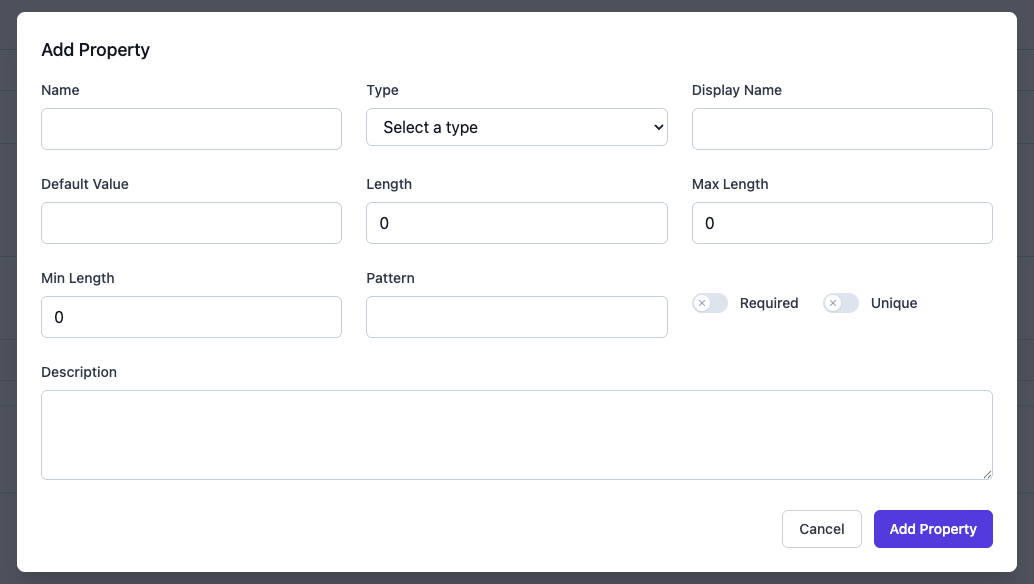 Add Property
Name
Type
Display Name
Select a type
Default Value
Length
Max Length
0
0
Min Length
Pattern
0
Required
Unique
Description
Cancel
Add Property